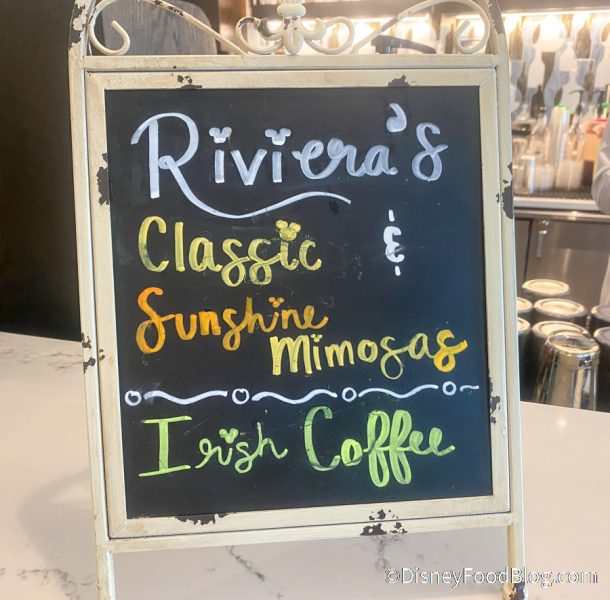 Riviera's
Classic &
Sunshine
Mimosas
Irish Coffee
©DisneyFoodBlog.com